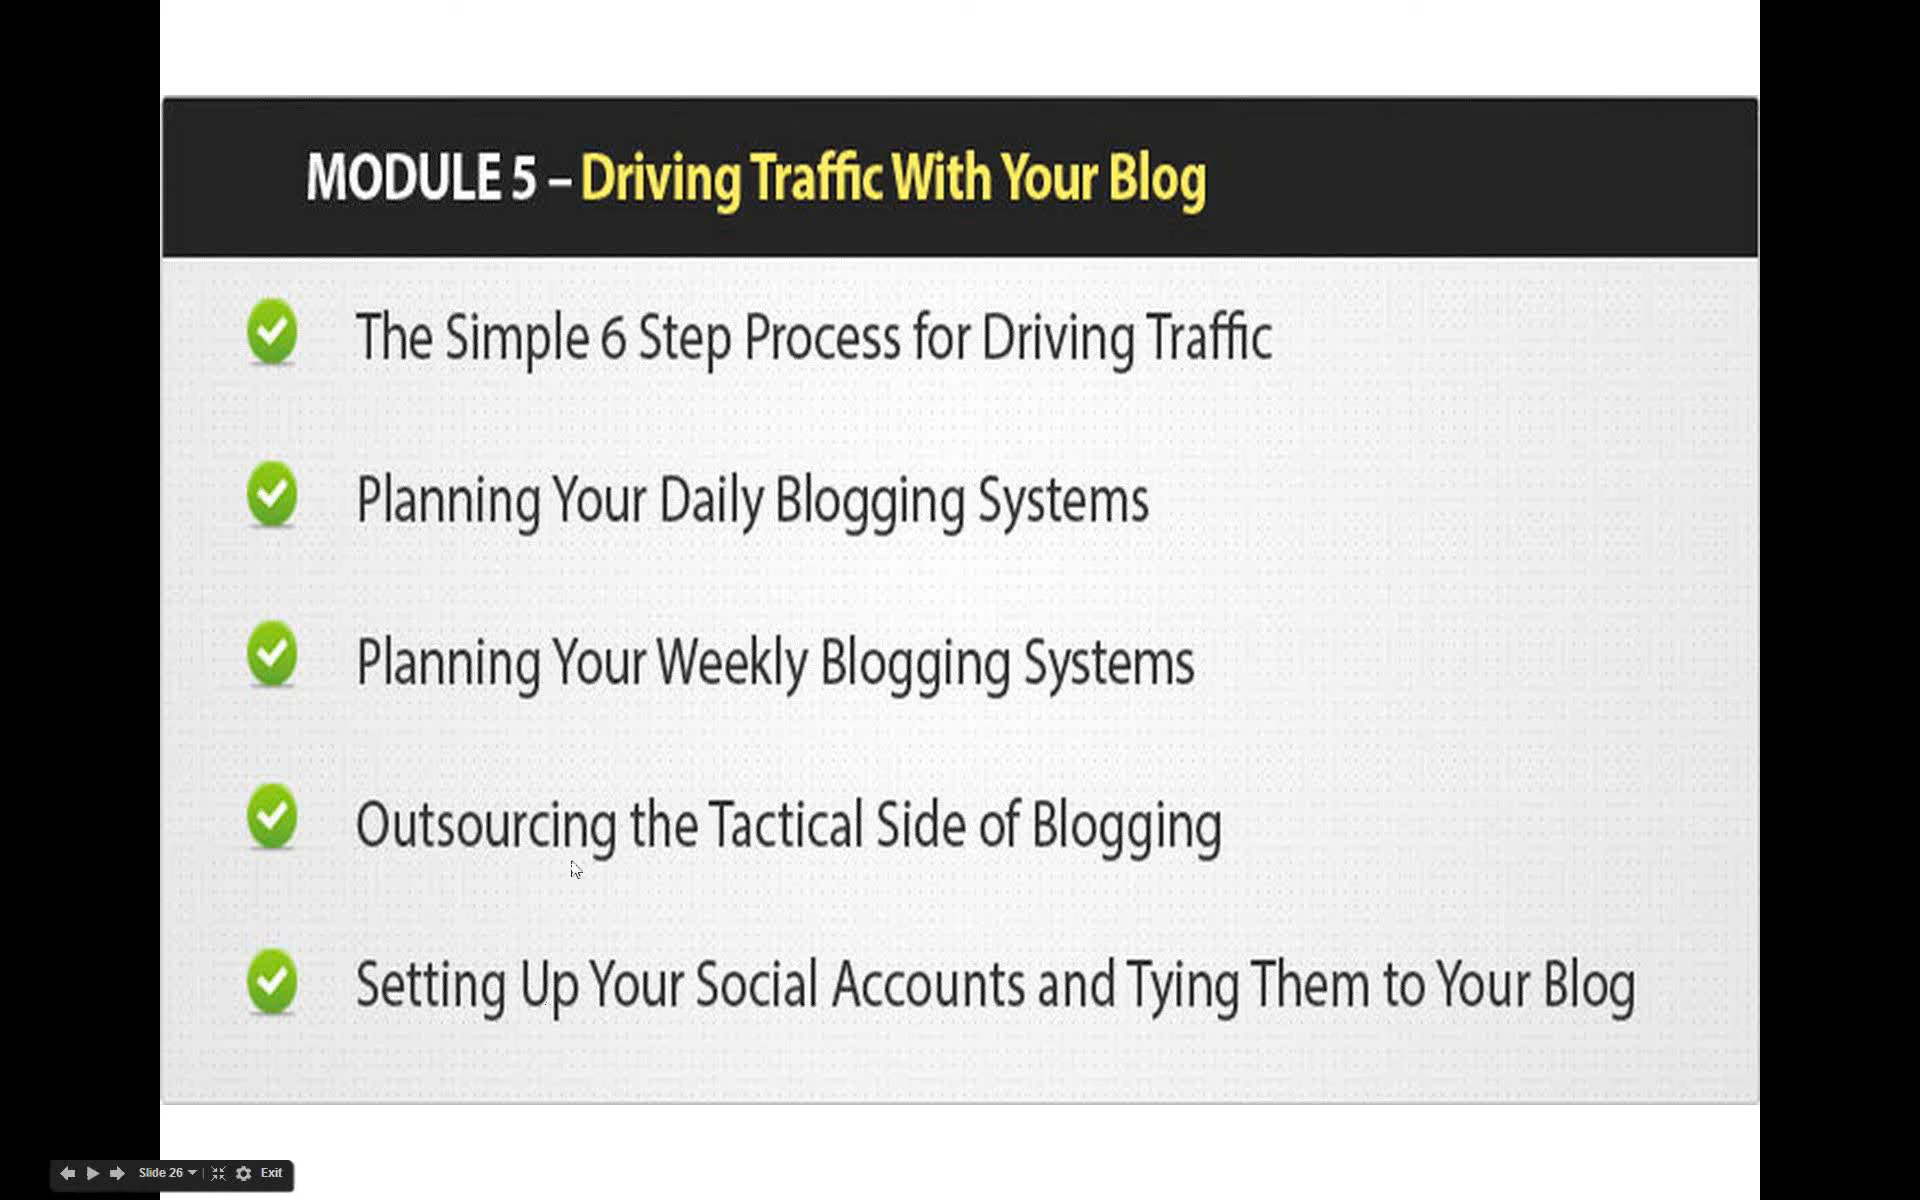 MODULE 5 – Driving Traffic With Your Blog
The Simple 6 Step Process for Driving Traffic
Planning Your Daily Blogging Systems
Planning Your Weekly Blogging Systems
Outsourcing the Tactical Side of Blogging
Setting Up Your Social Accounts and Tying Them to Your Blog
Slide 26 Exit